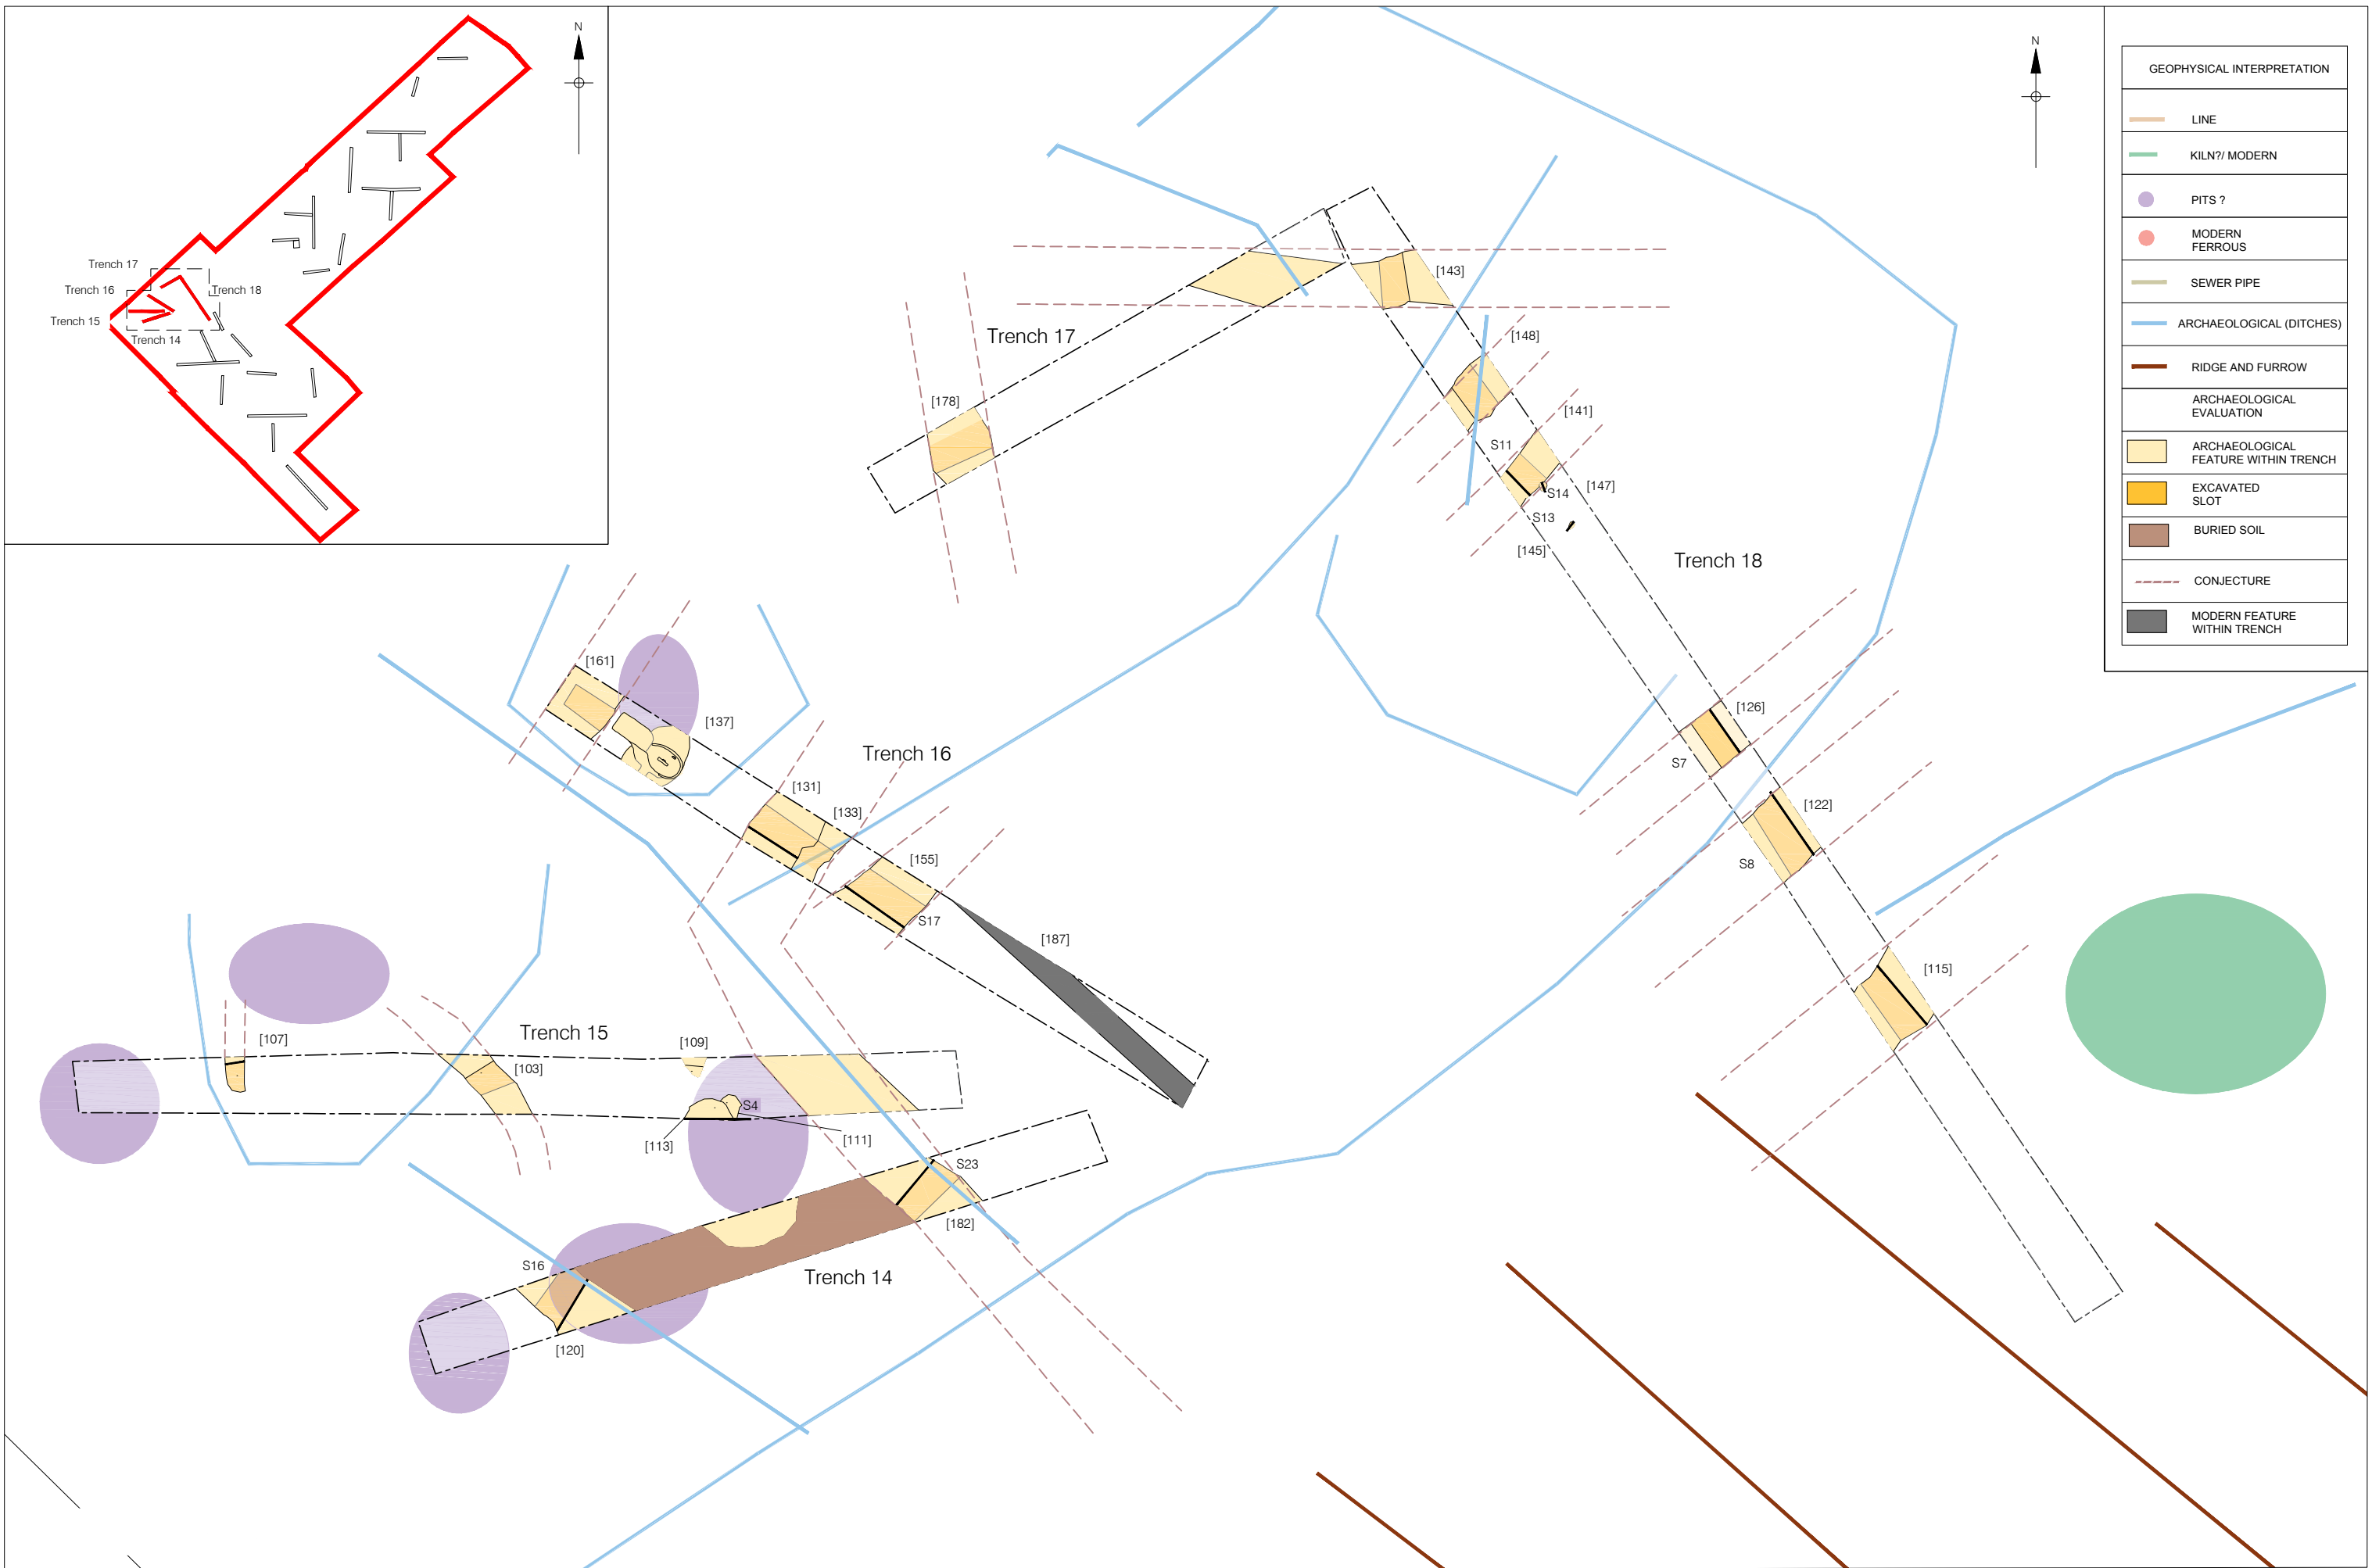 N
Trench 17
Trench 16
Trench 18
Trench 15
Trench 14
N
GEOPHYSICAL INTERPRETATION
LINE
KILN?/ MODERN
PITS ?
MODERN
FERROUS
SEWER PIPE
ARCHAEOLOGICAL (DITCHES)
RIDGE AND FURROW
ARCHAEOLOGICAL
EVALUATION
ARCHAEOLOGICAL
FEATURE WITHIN TRENCH
EXCAVATED
SLOT
BURIED SOIL
CONJECTURE
MODERN FEATURE
WITHIN TRENCH
[143]
Trench 17
[148]
[178]
[141]
S11
[147]
S14
S13
[145]
Trench 18
[161]
[126]
[137]
Trench 16
S7
[131]
[122]
[133]
[155]
S8
S17
[187]
[115]
Trench 15
[107]
[109]
[103]
S4
[111]
[113]
S23
[182]
S16
Trench 14
[120]